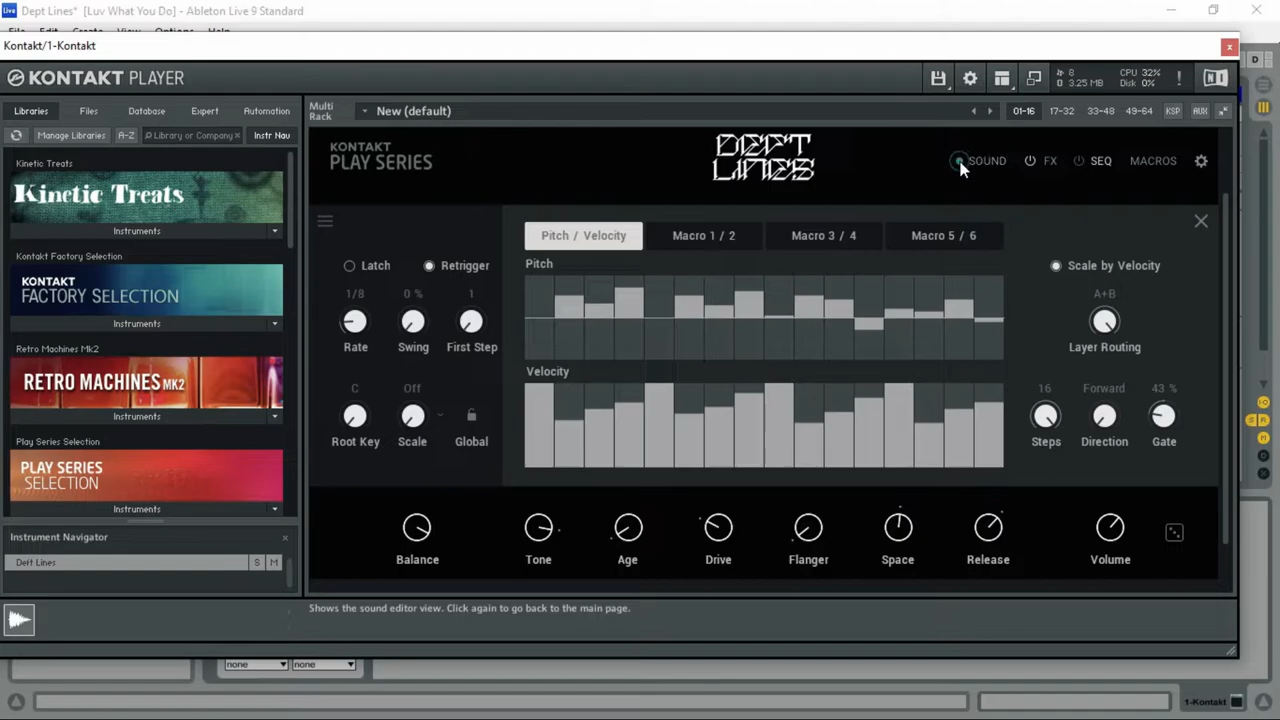 Live Dept Lines* [Luv What You Do] - Ableton Live 9 Standard
File Edit Create View Options Help
Kontakt/1-Kontakt x
KONTAKT PLAYER 8 3.25 MB CPU 32% Disk 0% !
Libraries Files Database Expert Automation
Multi Rack New (default) 01-16 17-32 33-48 49-64 KSP AUX
Manage Libraries A-Z Library or Company Instr Nav
Kinetic Treats
Kinetic Treats
Instruments
Kontakt Factory Selection
KONTAKT
FACTORY SELECTION
Instruments
Retro Machines Mk2
RETRO MACHINES MK2
Instruments
Play Series Selection
PLAY SERIES
SELECTION
Instruments
Instrument Navigator x
Deft Lines S M
KONTAKT
PLAY SERIES
DEFT
LINES
SOUND FX SEQ MACROS
Pitch / Velocity Macro 1 / 2 Macro 3 / 4 Macro 5 / 6
Latch Retrigger Pitch Scale by Velocity
1/8 0 % 1 A+B
Rate Swing First Step Layer Routing
Velocity
C Off 16 Forward 43 %
Root Key Scale Global Steps Direction Gate
Balance Tone Age Drive Flanger Space Release Volume
Shows the sound editor view. Click again to go back to the main page.
none none
1-Kontakt
D
S R
M